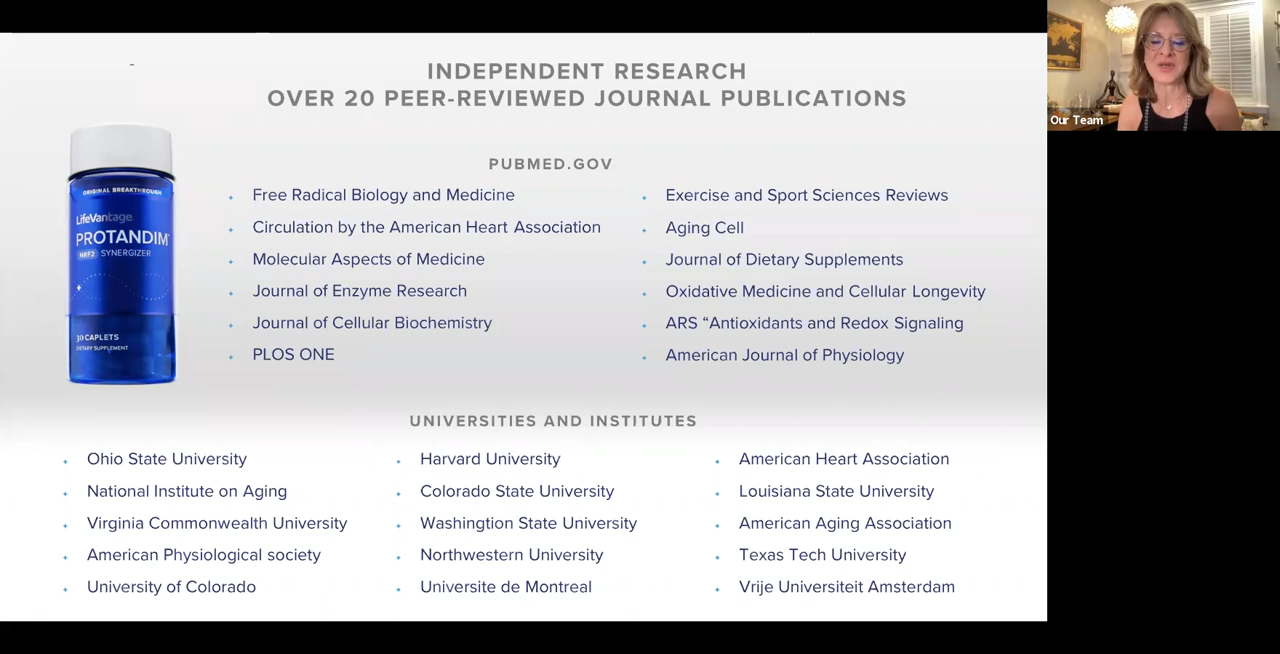 INDEPENDENT RESEARCH
OVER 20 PEER-REVIEWED JOURNAL PUBLICATIONS
Our Team
PUBMED.GOV
Free Radical Biology and Medicine
Circulation by the American Heart Association
Molecular Aspects of Medicine
Journal of Enzyme Research
Journal of Cellular Biochemistry
PLOS ONE
Exercise and Sport Sciences Reviews
Aging Cell
Journal of Dietary Supplements
Oxidative Medicine and Cellular Longevity
ARS “Antioxidants and Redox Signaling
American Journal of Physiology
ORIGINAL BREAKTHROUGH
LifeVantage
PROTANDIM
NRF2 SYNERGIZER
30 CAPLETS
DIETARY SUPPLEMENT
UNIVERSITIES AND INSTITUTES
Ohio State University
National Institute on Aging
Virginia Commonwealth University
American Physiological society
University of Colorado
Harvard University
Colorado State University
Washingtion State University
Northwestern University
Universite de Montreal
American Heart Association
Louisiana State University
American Aging Association
Texas Tech University
Vrije Universiteit Amsterdam